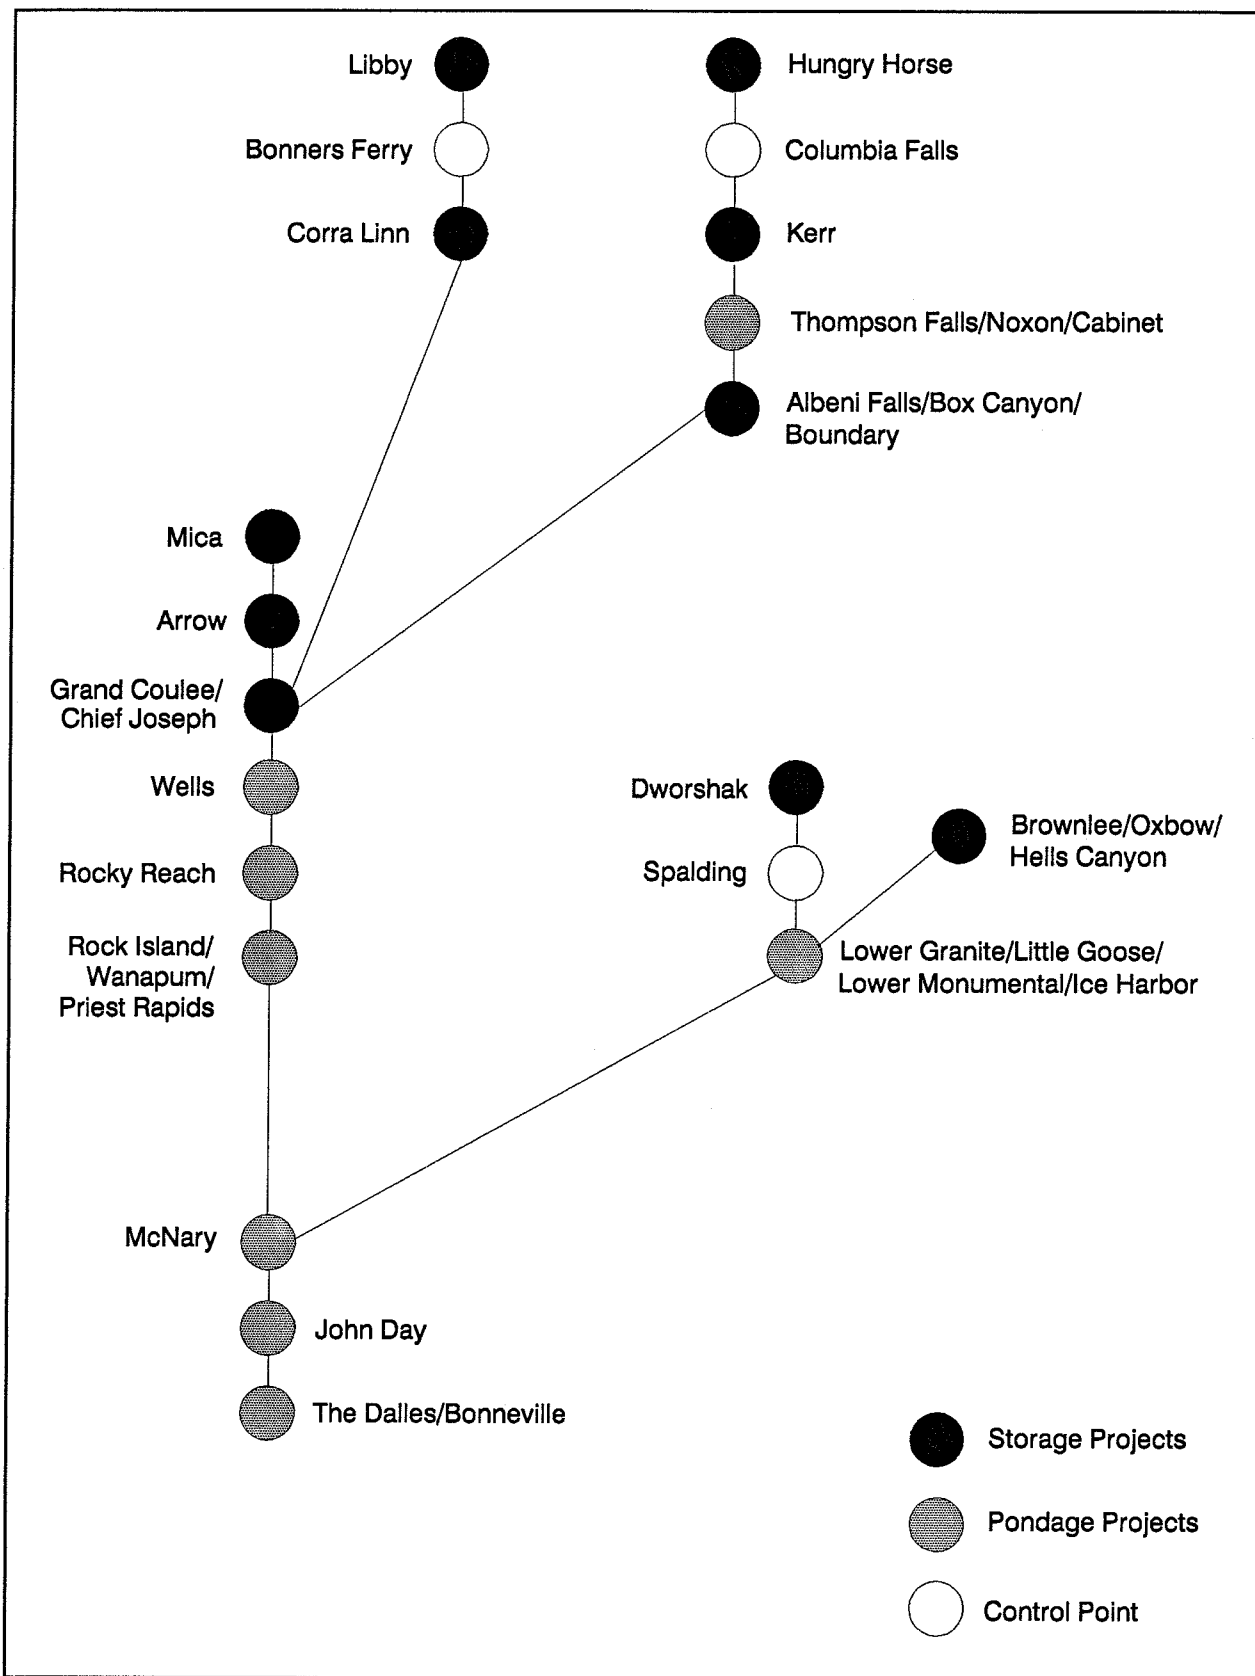 Libby
Hungry Horse
Bonners Ferry
Columbia Falls
Corra Linn
Kerr
Thompson Falls/Noxon/Cabinet
Albeni Falls/Box Canyon/
Boundary
Mica
Arrow
Grand Coulee/
Chief Joseph
Wells
Dworshak
Brownlee/Oxbow/
Hells Canyon
Rocky Reach
Spalding
Rock Island/
Wanapum/
Priest Rapids
Lower Granite/Little Goose/
Lower Monumental/Ice Harbor
McNary
John Day
The Dalles/Bonneville
Storage Projects
Pondage Projects
Control Point